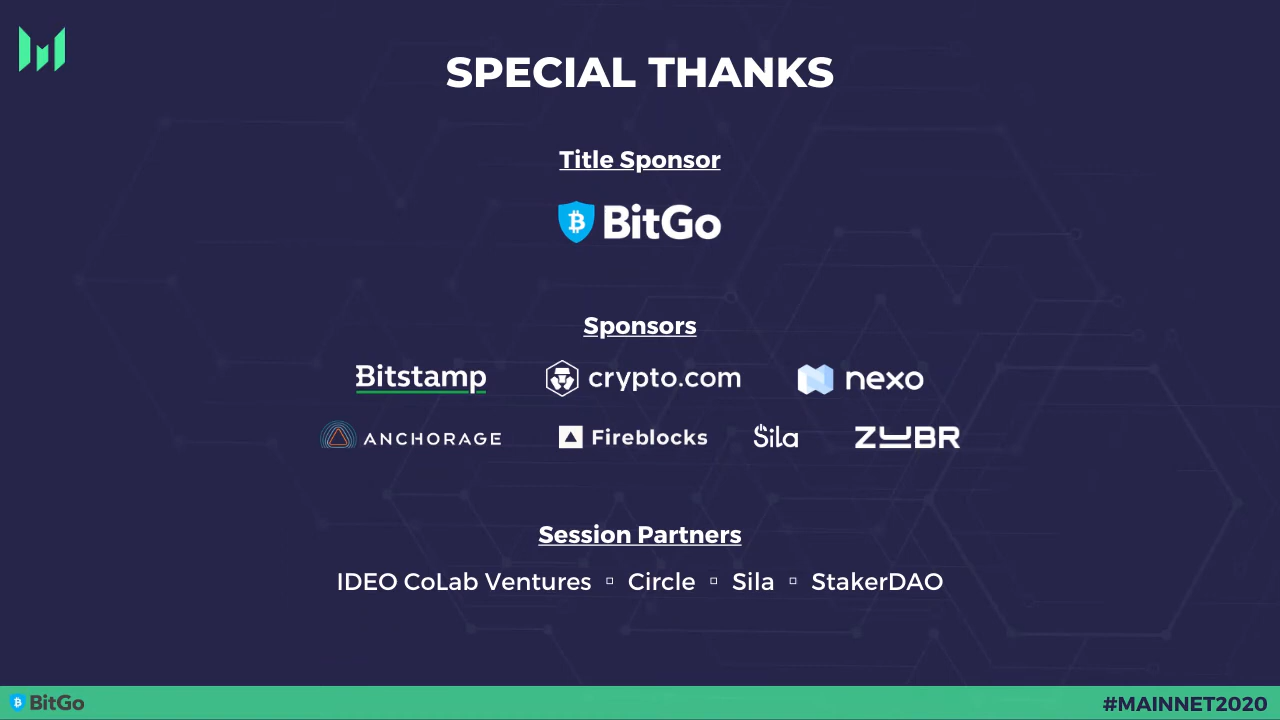 SPECIAL THANKS
Title Sponsor
BitGo
Sponsors
Bitstamp crypto.com nexo
ANCHORAGE Fireblocks Sila ZUBR
Session Partners
IDEO CoLab Ventures ▫ Circle ▫ Sila ▫ StakerDAO
BitGo #MAINNET2020